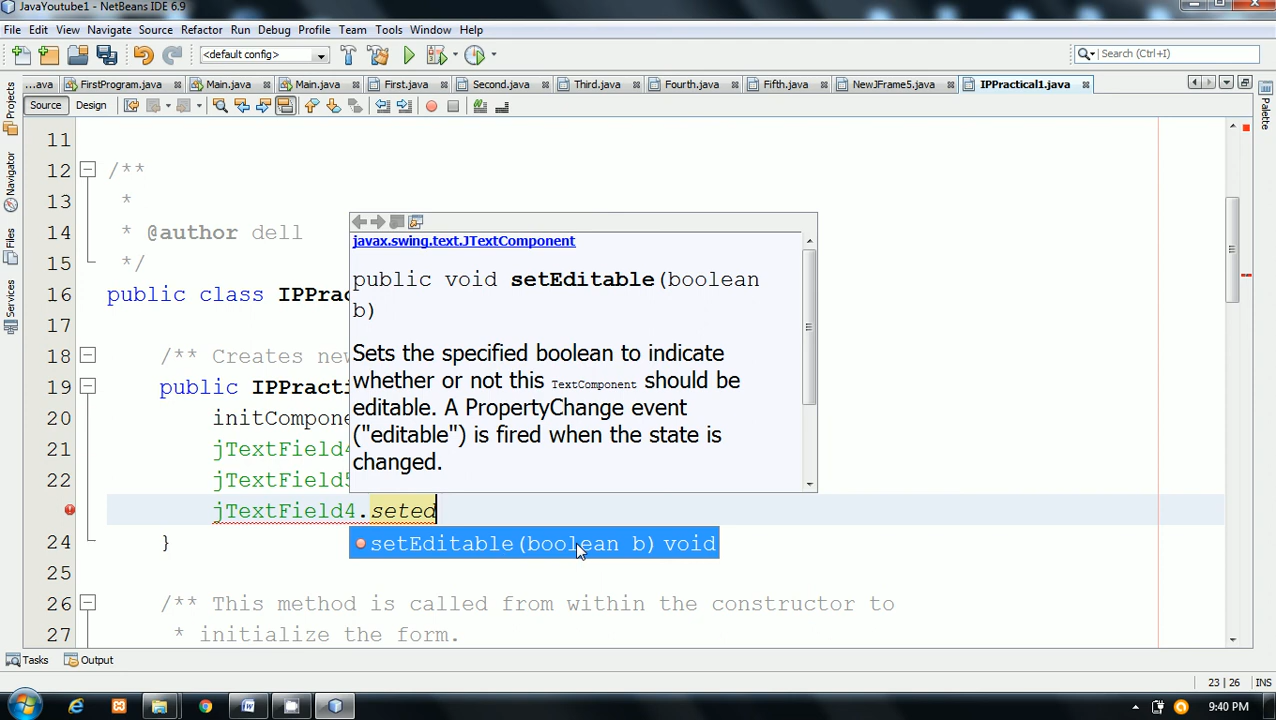 JavaYoutube1 - NetBeans IDE 6.9
File Edit View Navigate Source Refactor Run Debug Profile Team Tools Window Help
<default config>
Search (Ctrl+I)
...ava FirstProgram.java Main.java Main.java First.java Second.java Third.java Fourth.java Fifth.java NewJFrame5.java IPPractical1.java
Source Design
Projects
Navigator
Files
Services
Palette
11
12 /**
13 *
14 * @author dell
15 */
16 public class IPPrac
17
18 /** Creates new
19 public IPPracti
20 initCompone
21 jTextField4
22 jTextField5
jTextField4.seted
24 }
25
26 /** This method is called from within the constructor to
27 * initialize the form.
javax.swing.text.JTextComponent
public void setEditable(boolean
b)
Sets the specified boolean to indicate
whether or not this TextComponent should be
editable. A PropertyChange event
("editable") is fired when the state is
changed.
setEditable(boolean b) void
Tasks Output
23 | 26 INS
9:40 PM